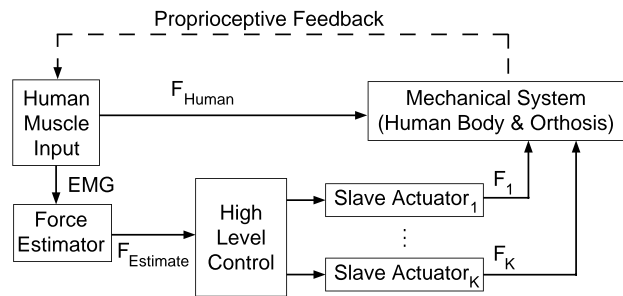 Proprioceptive Feedback
Human
Muscle
Input
F_Human
Mechanical System
(Human Body & Orthosis)
EMG
Force
Estimator
F_Estimate
High
Level
Control
Slave Actuator_1
F_1
⋮
Slave Actuator_K
F_K